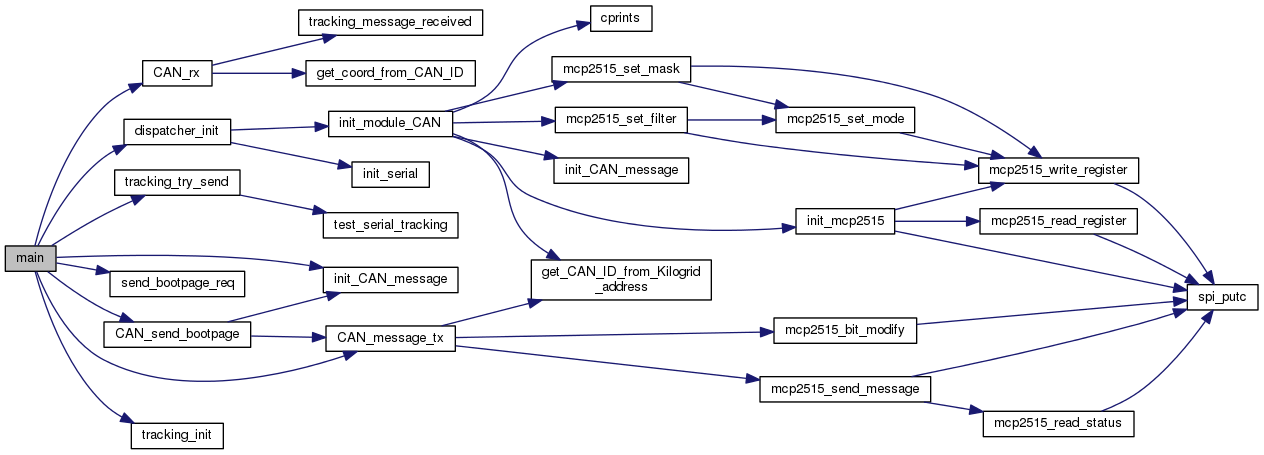 main
CAN_rx
dispatcher_init
tracking_try_send
send_bootpage_req
CAN_send_bootpage
tracking_init
tracking_message_received
get_coord_from_CAN_ID
init_module_CAN
init_serial
test_serial_tracking
init_CAN_message
CAN_message_tx
cprints
mcp2515_set_mask
mcp2515_set_filter
init_CAN_message
get_CAN_ID_from_Kilogrid
_address
mcp2515_set_mode
init_mcp2515
mcp2515_bit_modify
mcp2515_send_message
mcp2515_write_register
mcp2515_read_register
mcp2515_read_status
spi_putc